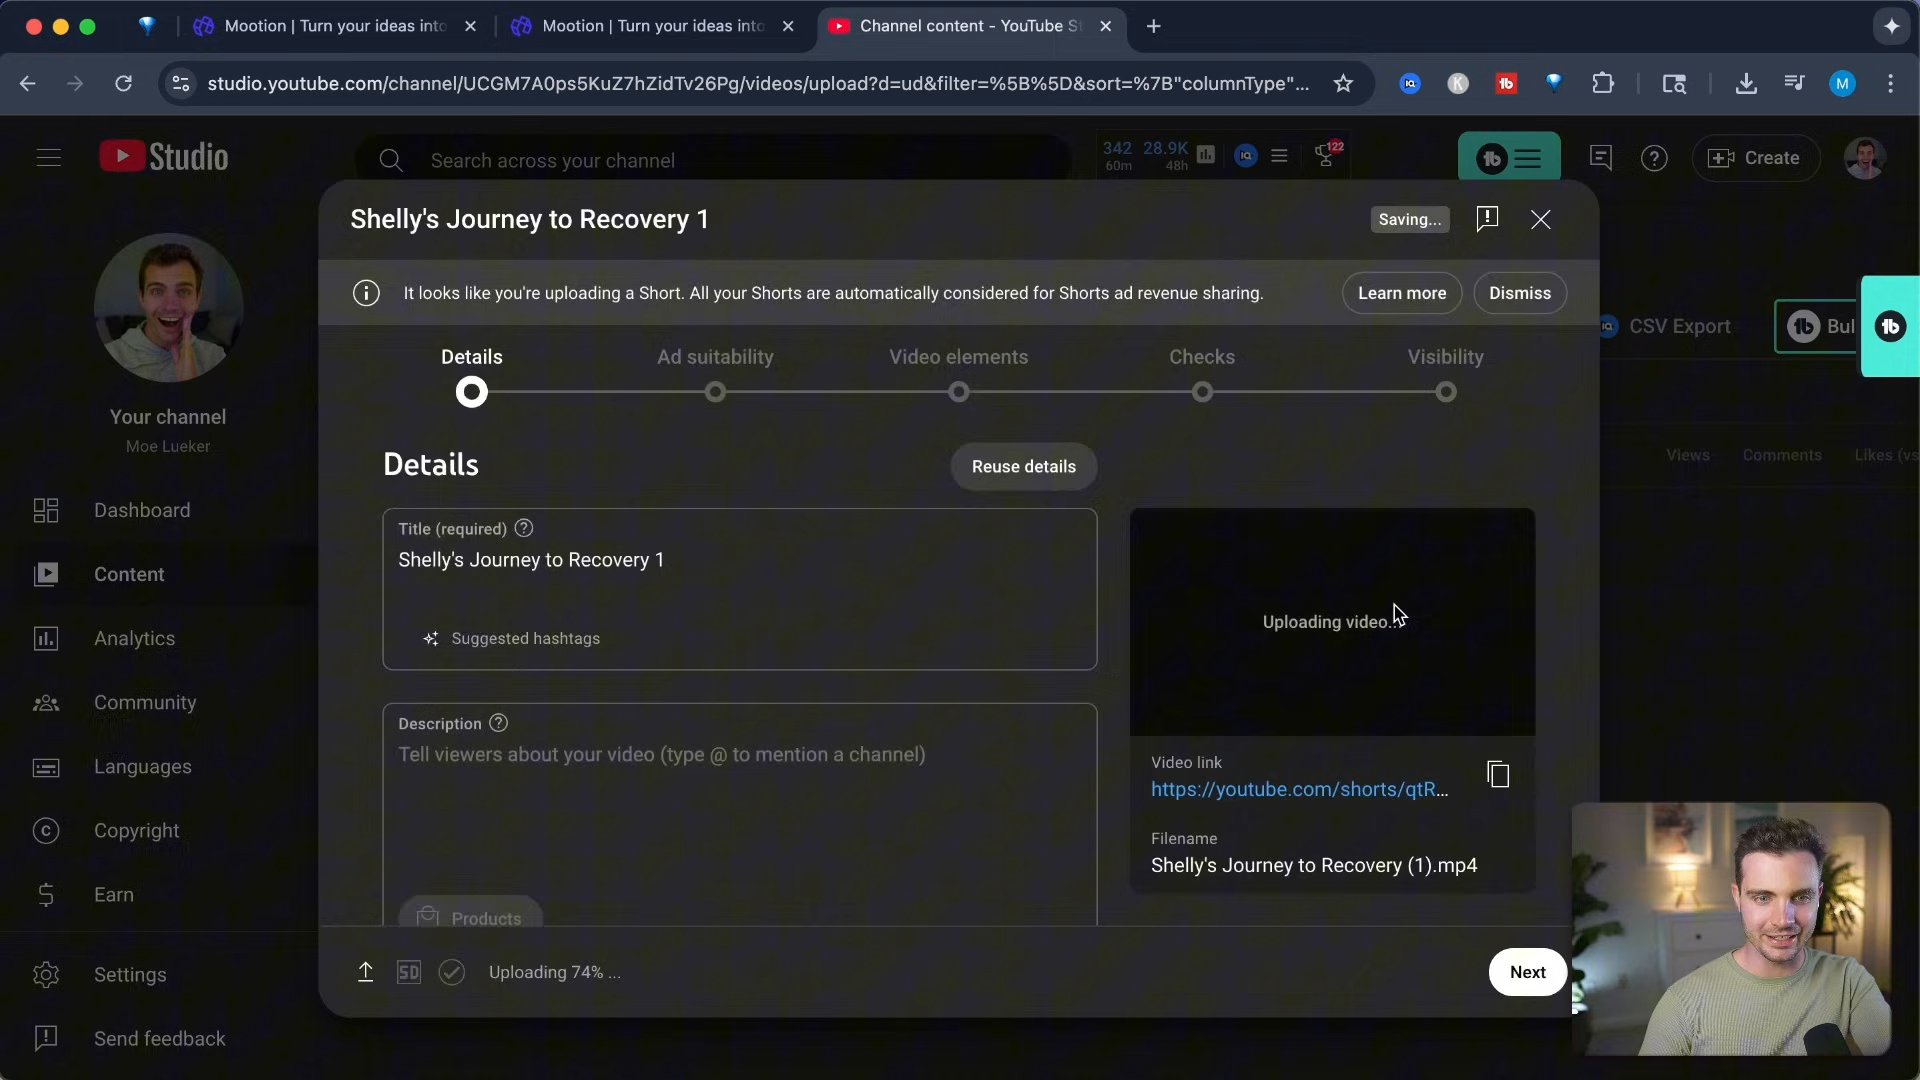 Mootion | Turn your ideas into
Mootion | Turn your ideas into
Channel content - YouTube St
studio.youtube.com/channel/UCGM7A0ps5KuZ7hZidTv26Pg/videos/upload?d=ud&filter=%5B%5D&sort=%7B"columnType"...
K
M
Studio
Search across your channel
342 28.9K
60m 48h
122
Create
Shelly's Journey to Recovery 1
Saving...
It looks like you're uploading a Short. All your Shorts are automatically considered for Shorts ad revenue sharing.
Learn more
Dismiss
CSV Export
Bul
Details
Ad suitability
Video elements
Checks
Visibility
Your channel
Moe Lueker
Views
Comments
Likes (vs
Details
Reuse details
Dashboard
Content
Analytics
Community
Languages
Copyright
Earn
Settings
Send feedback
Title (required)
Shelly's Journey to Recovery 1
Suggested hashtags
Description
Tell viewers about your video (type @ to mention a channel)
Products
Uploading video...
Video link
https://youtube.com/shorts/qtR...
Filename
Shelly's Journey to Recovery (1).mp4
SD
Uploading 74% ...
Next